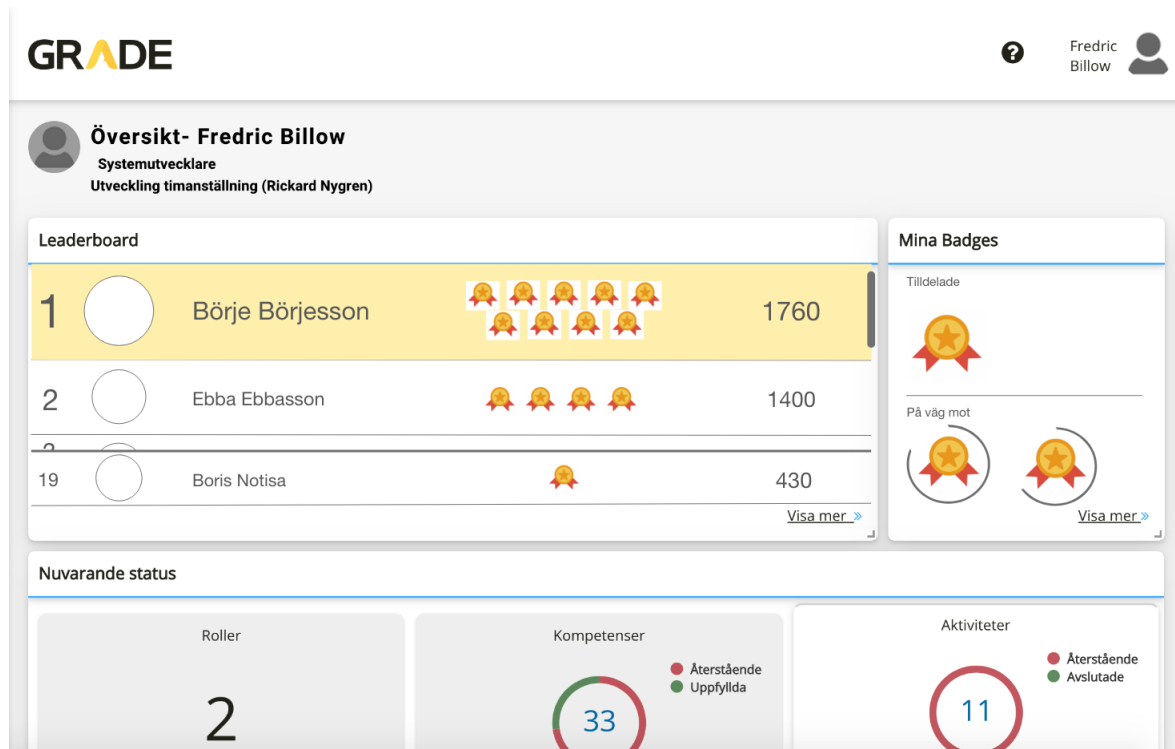 GRADE
Fredric
Billow
Översikt- Fredric Billow
Systemutvecklare
Utveckling timanställning (Rickard Nygren)
Leaderboard
1 Börje Börjesson 1760
2 Ebba Ebbasson 1400
19 Boris Notisa 430
Visa mer »
Mina Badges
Tilldelade
På väg mot
Visa mer »
Nuvarande status
Roller
2
Kompetenser
Återstående
Uppfyllda
33
Aktiviteter
Återstående
Avslutade
11